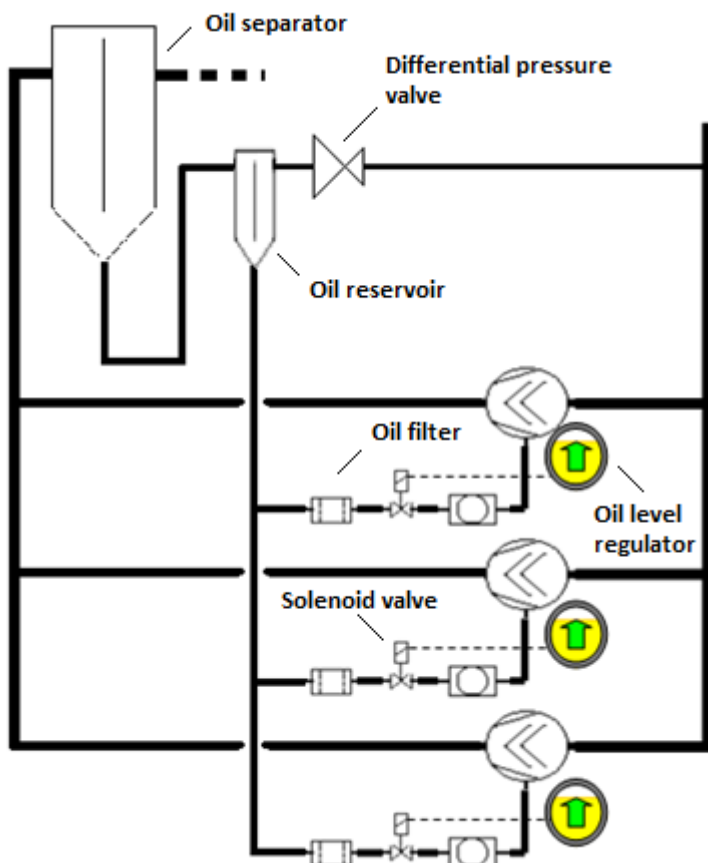 Oil separator
Differential pressure
valve
Oil reservoir
Oil filter
Oil level
regulator
Solenoid valve